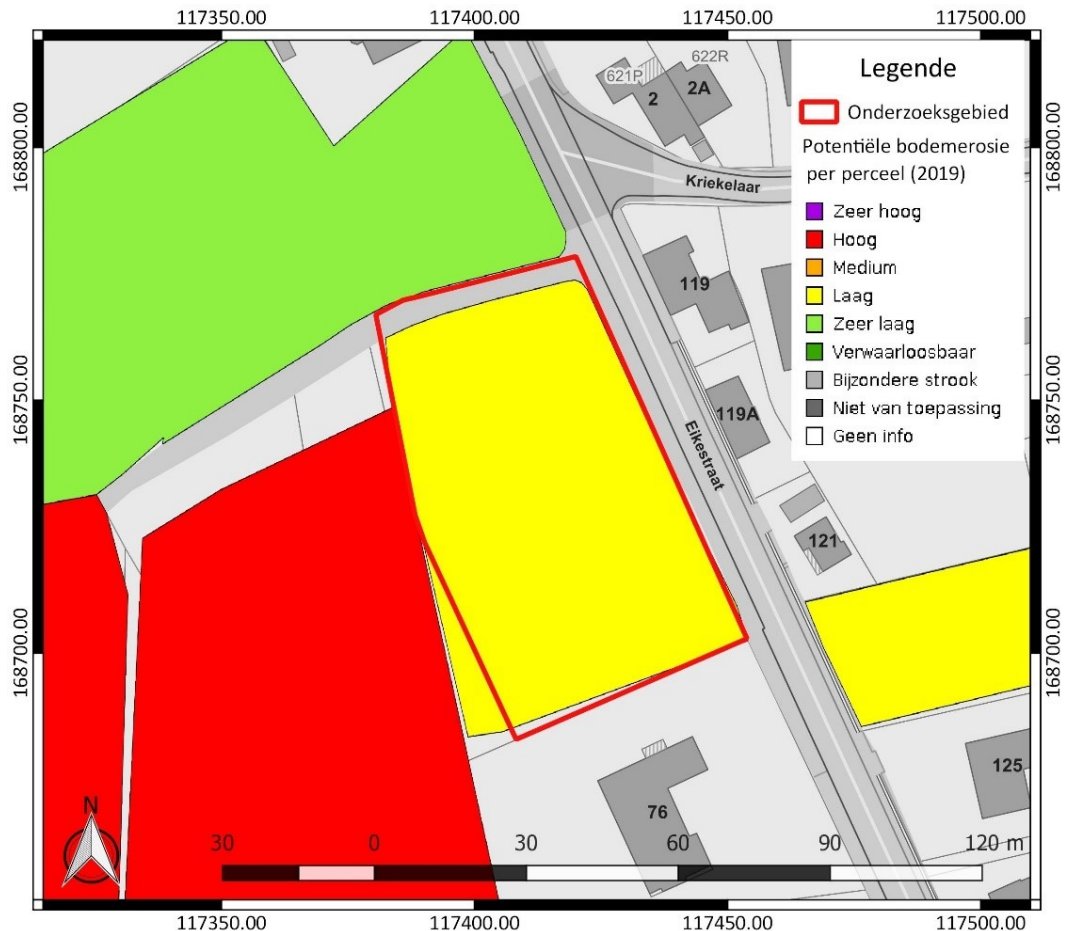 117350.00 117400.00 117450.00 117500.00
168800.00
168800.00
168750.00
168750.00
168700.00
168700.00
621P
622R
2
2A
Kriekelaar
119
119A
Eikestraat
121
76
125
Legende
Onderzoeksgebied
Potentiële bodemerosie
per perceel (2019)
Zeer hoog
Hoog
Medium
Laag
Zeer laag
Verwaarloosbaar
Bijzondere strook
Niet van toepassing
Geen info
N
30 0 30 60 90 120 m
117350.00 117400.00 117450.00 117500.00